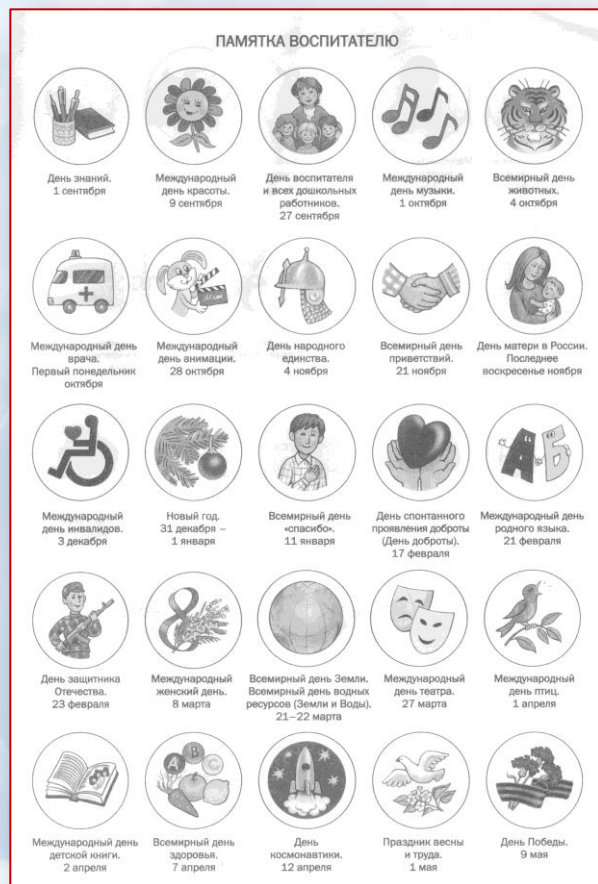 ПАМЯТКА ВОСПИТАТЕЛЮ
День знаний.
1 сентября
Международный
день красоты.
9 сентября
День воспитателя
и всех дошкольных
работников.
27 сентября
Международный
день музыки.
1 октября
Всемирный день
животных.
4 октября
Международный день
врача.
Первый понедельник
октября
Международный
день анимации.
28 октября
День народного
единства.
4 ноября
Всемирный день
приветствий.
21 ноября
День матери в России.
Последнее
воскресенье ноября
Международный
день инвалидов.
3 декабря
Новый год.
31 декабря –
1 января
Всемирный день
«спасибо».
11 января
День спонтанного
проявления доброты
(День доброты).
17 февраля
АБ
Международный день
родного языка.
21 февраля
День защитника
Отечества.
23 февраля
8
Международный
женский день.
8 марта
Всемирный день Земли.
Всемирный день водных
ресурсов (Земли и Воды).
21–22 марта
Международный
день театра.
27 марта
Международный
день птиц.
1 апреля
Международный день
детской книги.
2 апреля
A B C
Всемирный день
здоровья.
7 апреля
День
космонавтики.
12 апреля
Праздник весны
и труда.
1 мая
День Победы.
9 мая